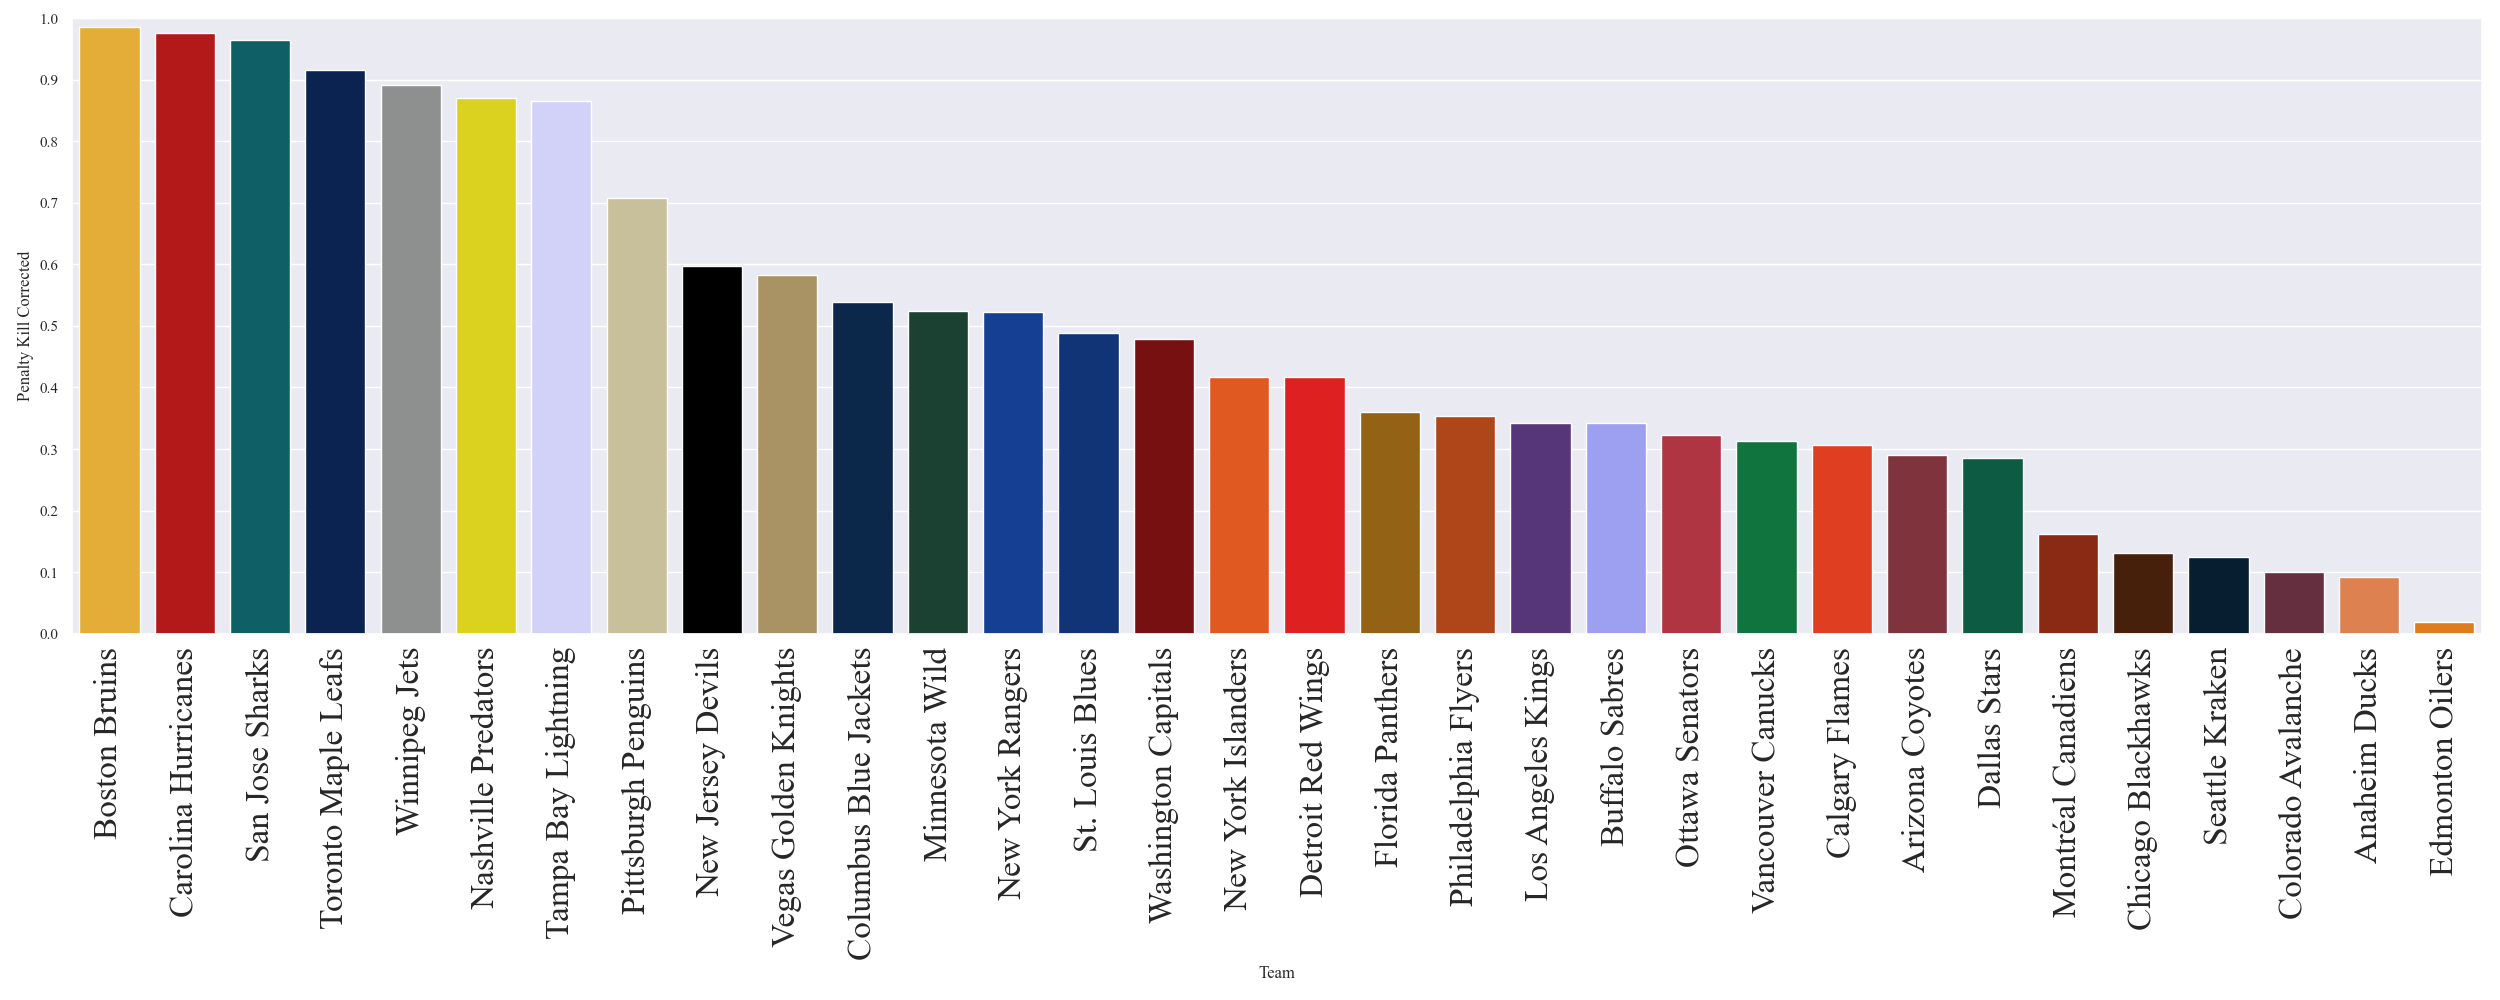 1.0
0.9
0.8
0.7
0.6
0.5
0.4
0.3
0.2
0.1
0.0
Penalty Kill Corrected
Boston Bruins
Carolina Hurricanes
San Jose Sharks
Toronto Maple Leafs
Winnipeg Jets
Nashville Predators
Tampa Bay Lightning
Pittsburgh Penguins
New Jersey Devils
Vegas Golden Knights
Columbus Blue Jackets
Minnesota Wild
New York Rangers
St. Louis Blues
Washington Capitals
New York Islanders
Detroit Red Wings
Florida Panthers
Philadelphia Flyers
Los Angeles Kings
Buffalo Sabres
Ottawa Senators
Vancouver Canucks
Calgary Flames
Arizona Coyotes
Dallas Stars
Montréal Canadiens
Chicago Blackhawks
Seattle Kraken
Colorado Avalanche
Anaheim Ducks
Edmonton Oilers
Team